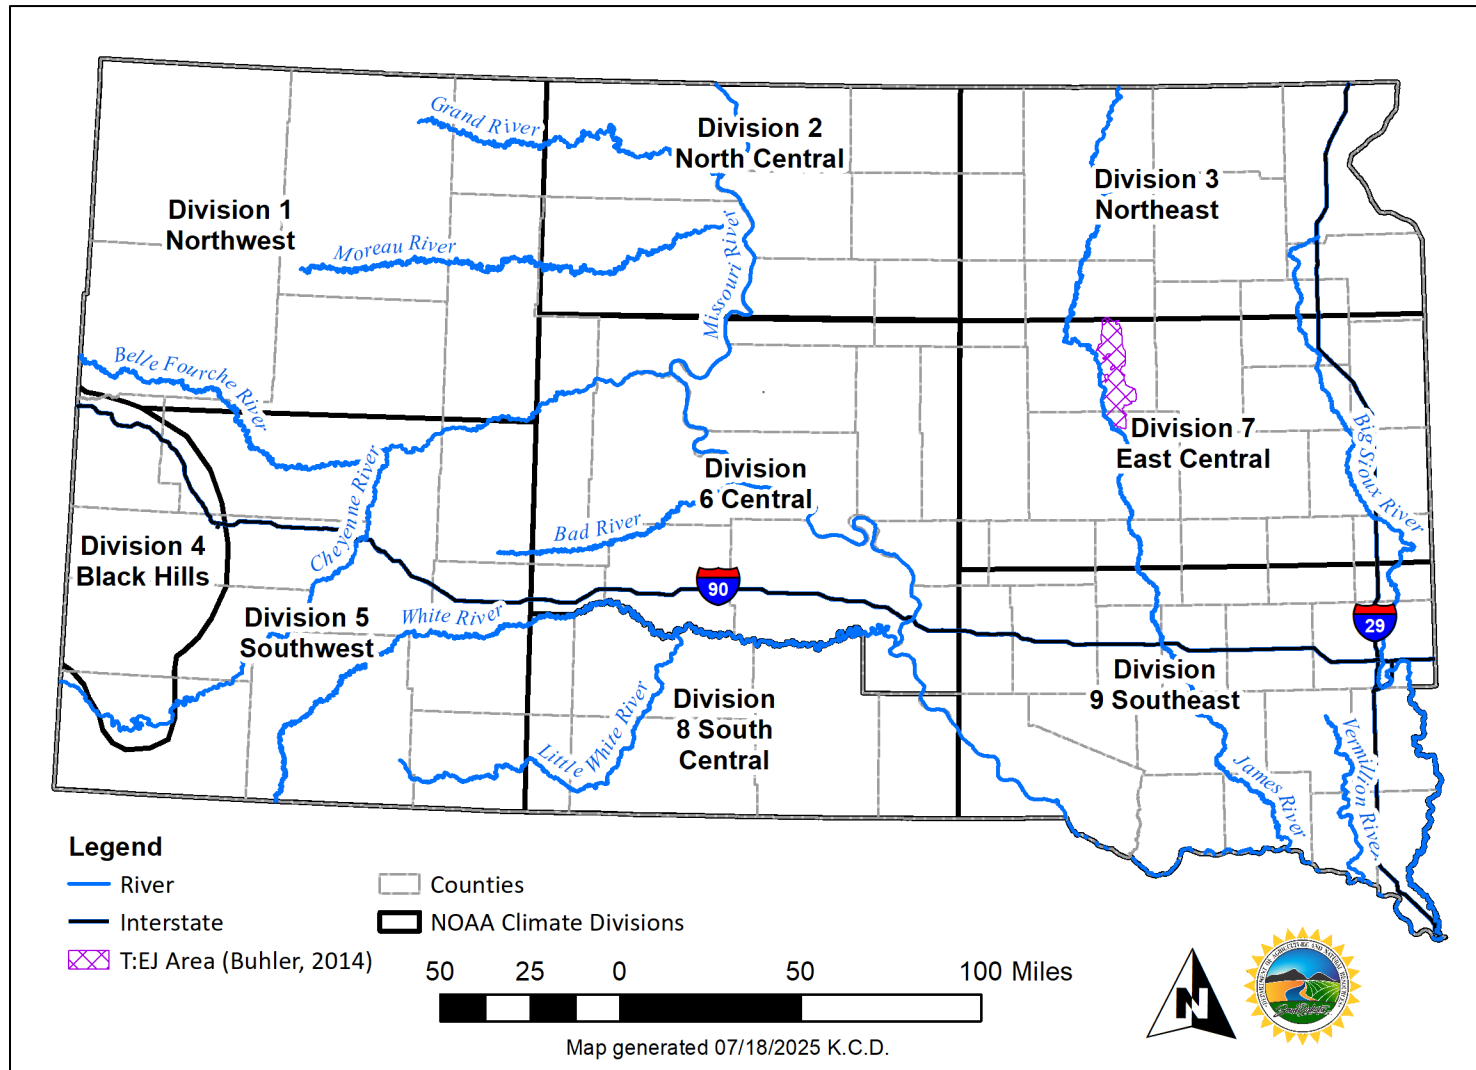 Grand River
Division 2
North Central
Division 3
Northeast
Division 1
Northwest
Moreau River
Missouri River
Belle Fourche River
Division 7
East Central
Big Sioux River
Division
6 Central
Cheyenne River
Bad River
Division 4
Black Hills
90
29
White River
Division 5
Southwest
Division
9 Southeast
Division
8 South
Central
Little White River
James River
Vermillion River
Legend
River
Counties
Interstate
NOAA Climate Divisions
T:EJ Area (Buhler, 2014)
50 25 0 50 100 Miles
N
Map generated 07/18/2025 K.C.D.